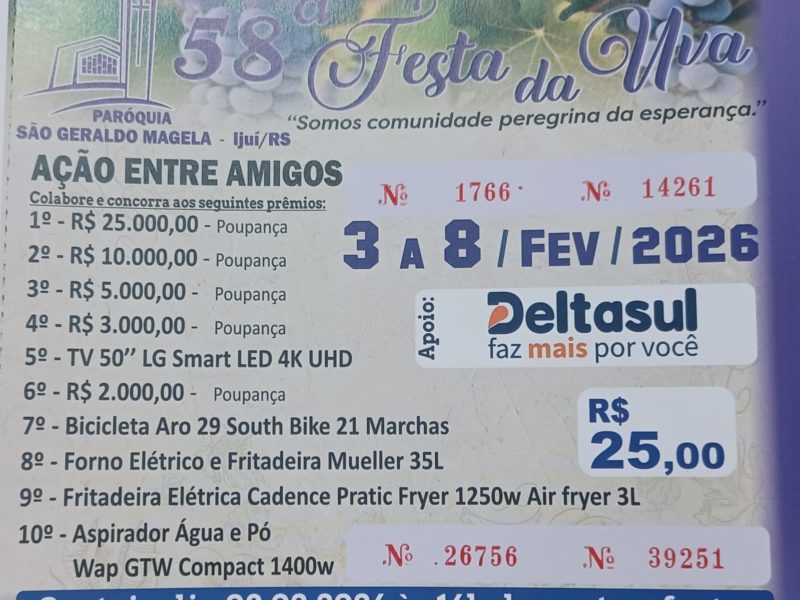 58ª Festa da Uva
"Somos comunidade peregrina da esperança."
PARÓQUIA
SÃO GERALDO MAGELA - Ijuí/RS
AÇÃO ENTRE AMIGOS
Colabore e concorra aos seguintes prêmios:
Nº 1766 Nº 14261
1º - R$ 25.000,00 - Poupança
2º - R$ 10.000,00 - Poupança
3º - R$ 5.000,00 - Poupança
4º - R$ 3.000,00 - Poupança
5º - TV 50’’ LG Smart LED 4K UHD
6º - R$ 2.000,00 - Poupança
7º - Bicicleta Aro 29 South Bike 21 Marchas
8º - Forno Elétrico e Fritadeira Mueller 35L
9º - Fritadeira Elétrica Cadence Pratic Fryer 1250w Air fryer 3L
10º - Aspirador Água e Pó
Wap GTW Compact 1400w
3 A 8 / FEV / 2026
Apoio:
Deltasul
faz mais por você
R$
25,00
Nº 26756 Nº 39251